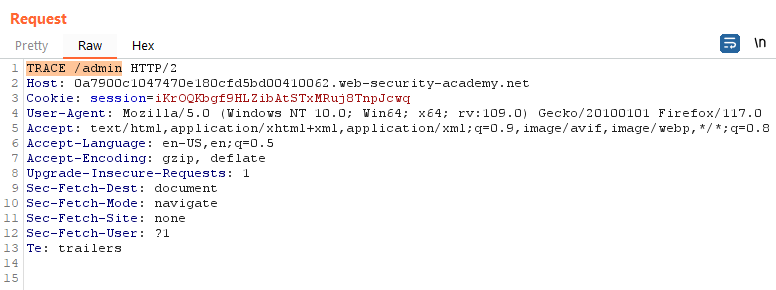 Request
Pretty Raw Hex \n
1 TRACE /admin HTTP/2
2 Host: 0a7900c1047470e180cfd5bd00410062.web-security-academy.net
3 Cookie: session=iKrOQKbgf9HLZibAtSTxMRuj8TnpJcwq
4 User-Agent: Mozilla/5.0 (Windows NT 10.0; Win64; x64; rv:109.0) Gecko/20100101 Firefox/117.0
5 Accept: text/html,application/xhtml+xml,application/xml;q=0.9,image/avif,image/webp,*/*;q=0.8
6 Accept-Language: en-US,en;q=0.5
7 Accept-Encoding: gzip, deflate
8 Upgrade-Insecure-Requests: 1
9 Sec-Fetch-Dest: document
10 Sec-Fetch-Mode: navigate
11 Sec-Fetch-Site: none
12 Sec-Fetch-User: ?1
13 Te: trailers
14
15